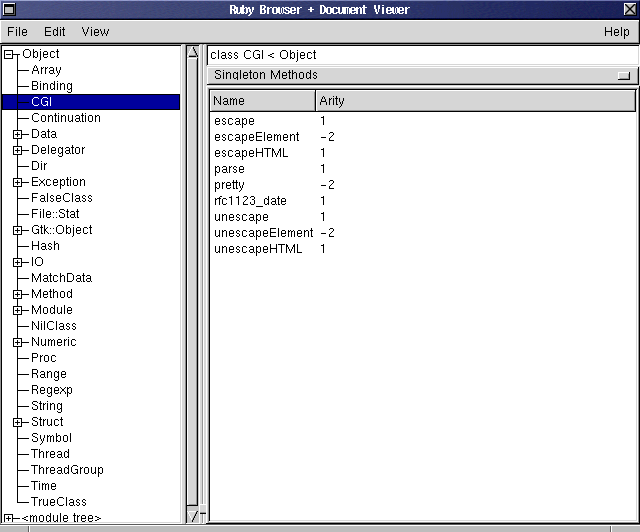 Ruby Browser + Document Viewer
File Edit View Help
Object
Array
Binding
CGI
Continuation
Data
Delegator
Dir
Exception
FalseClass
File::Stat
Gtk::Object
Hash
IO
MatchData
Method
Module
NilClass
Numeric
Proc
Range
Regexp
String
Struct
Symbol
Thread
ThreadGroup
Time
TrueClass
<module tree>
class CGI < Object
Singleton Methods
Name Arity
escape 1
escapeElement -2
escapeHTML 1
parse 1
pretty -2
rfc1123_date 1
unescape 1
unescapeElement -2
unescapeHTML 1